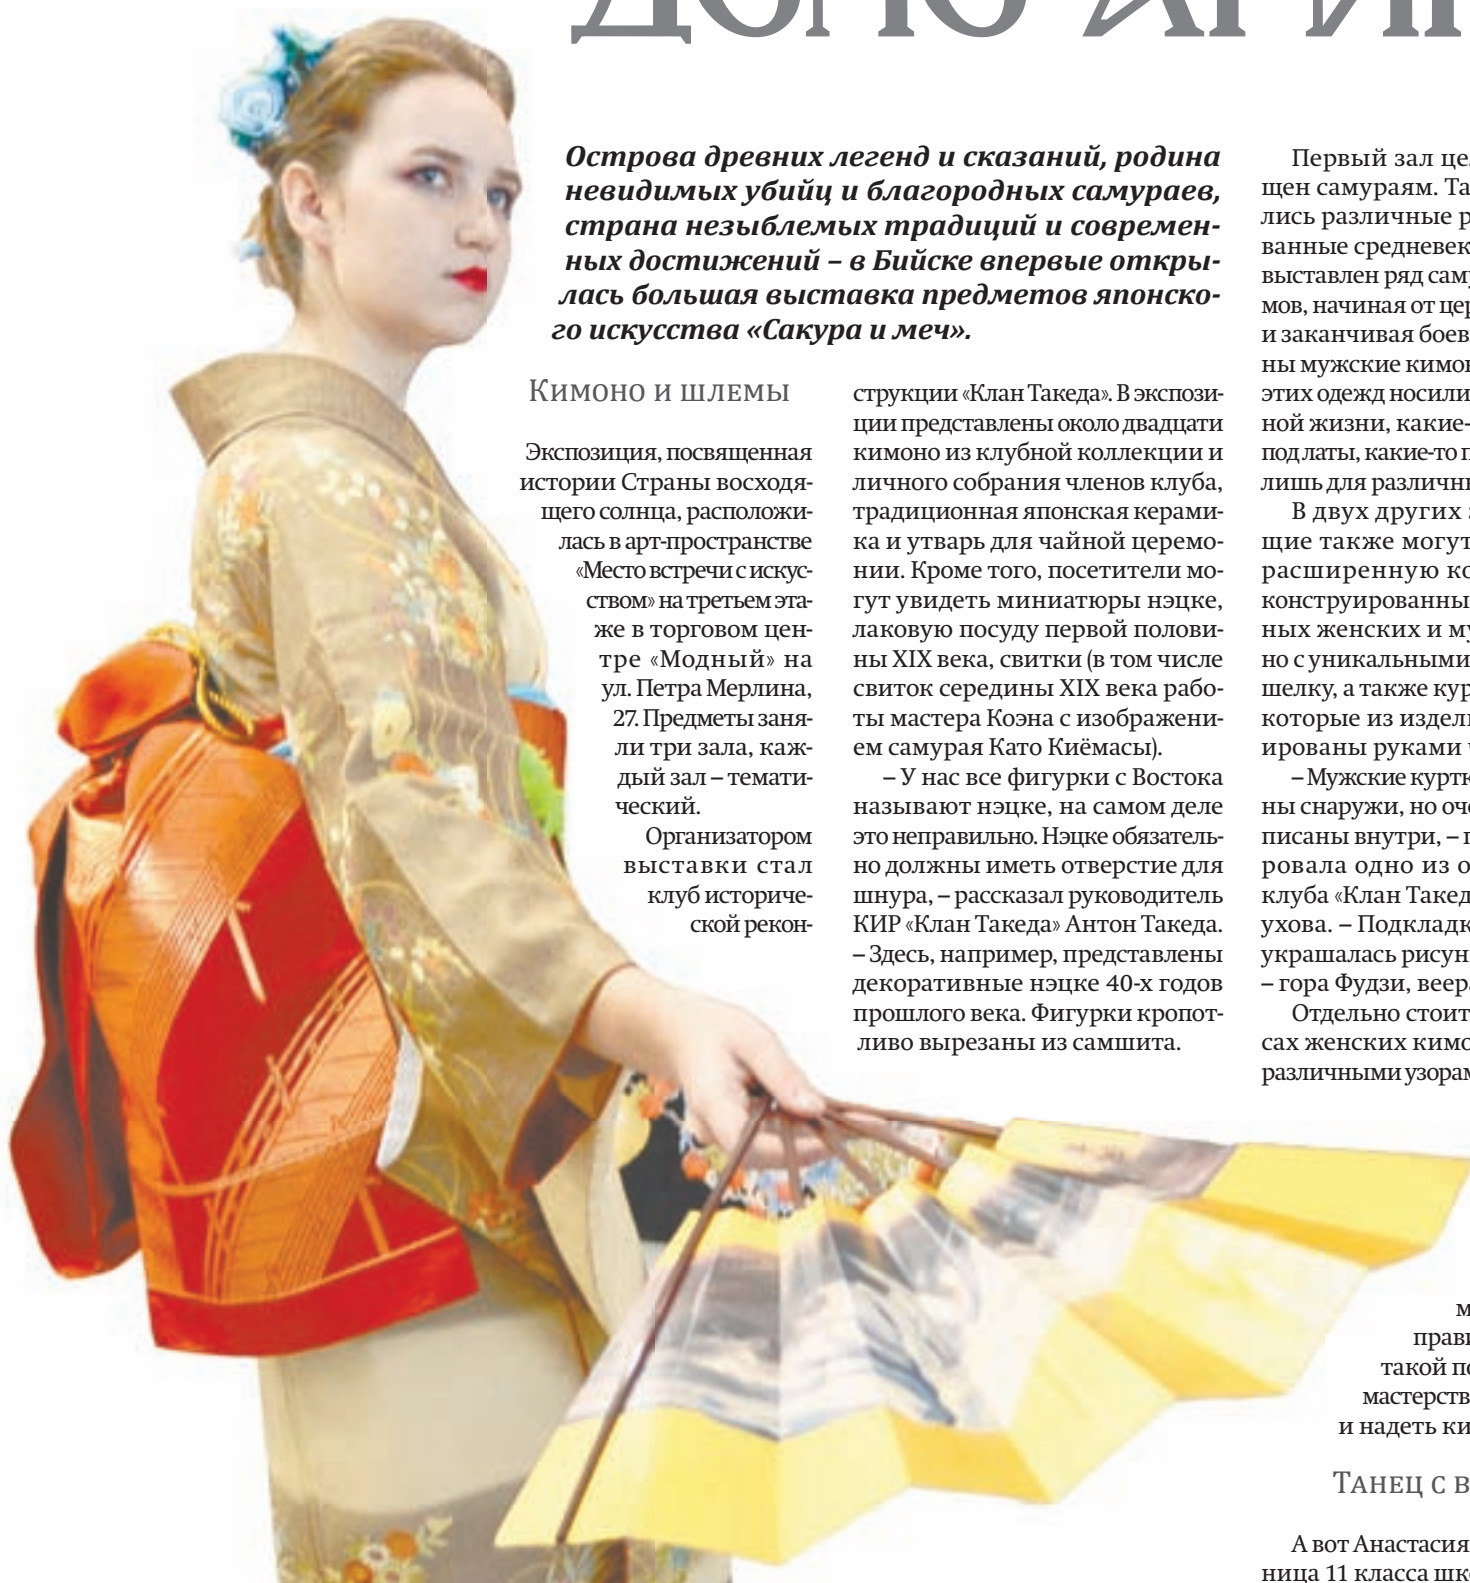 Острова древних легенд и сказаний, родина
невидимых убийц и благородных самураев,
страна незыблемых традиций и современ-
ных достижений – в Бийске впервые откры-
лась большая выставка предметов японско-
го искусства «Сакура и меч».
Кимоно и шлемы
Экспозиция, посвященная
истории Страны восходя-
щего солнца, расположи-
лась в арт-пространстве
«Место встречи с искус-
ством» на третьем эта-
же в торговом цен-
тре «Модный» на
ул. Петра Мерлина,
27. Предметы заня-
ли три зала, каж-
дый зал – темати-
ческий.
Организатором
выставки стал
клуб историче-
ской рекон-
струкции «Клан Такеда». В экспози-
ции представлены около двадцати
кимоно из клубной коллекции и
личного собрания членов клуба,
традиционная японская керами-
ка и утварь для чайной церемо-
нии. Кроме того, посетители мо-
гут увидеть миниатюры нэцке,
лаковую посуду первой полови-
ны XIX века, свитки (в том числе
свиток середины XIX века рабо-
ты мастера Коэна с изображени-
ем самурая Като Киёмасы).
– У нас все фигурки с Востока
называют нэцке, на самом деле
это неправильно. Нэцке обязатель-
но должны иметь отверстие для
шнура, – рассказал руководитель
КИР «Клан Такеда» Антон Такеда.
– Здесь, например, представлены
декоративные нэцке 40-х годов
прошлого века. Фигурки кропот-
ливо вырезаны из самшита.
Первый зал
щен самураям.
лись различные
ванные
выставлен ряд
мов, начиная от
и заканчивая
ны мужские
этих одежд носили
ной жизни,
под латы, какие-то
лишь для
В двух других
щие также могут
расширенную
ных женских и
но с уникальными
шелку, а также
которые из
ированы руками
– Мужские
ны снаружи, но
писаны внутри, –
ровала одно из
клуба «Клан
ухова. –
украшалась
– гора Фудзи,
Отдельно стоит
сах женских
различными
такой
и надеть
Танец с
А вот Анастасия
ница 11 класса